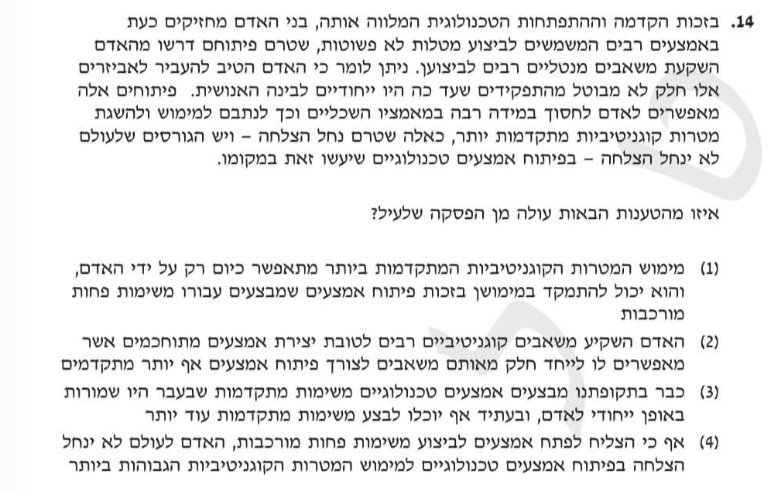 14. בזכות הקדמה וההתפתחות הטכנולוגית המלווה אותה, בני האדם מחזיקים כעת
באמצעים רבים המשמשים לביצוע מטלות לא פשוטות, שטרם פיתוחם דרשו מהאדם
השקעת משאבים מנטליים רבים לביצוען. ניתן לומר כי האדם הטיב להעביר לאביזרים
אלו חלק לא מבוטל מהתפקידים שעד כה היו ייחודיים לבינה האנושית. פיתוחים אלה
מאפשרים לאדם לחסוך במידה רבה במאמציו השכליים וכך לנתבם למימוש ולהשגת
מטרות קוגניטיביות מתקדמות יותר, כאלה שטרם נחל הצלחה – ויש הגורסים שלעולם
לא ינחל הצלחה – בפיתוח אמצעים טכנולוגיים שיעשו זאת במקומו.
איזו מהטענות הבאות עולה מן הפסקה שלעיל?
(1) מימוש המטרות הקוגניטיביות המתקדמות ביותר מתאפשר כיום רק על ידי האדם,
והוא יכול להתמקד במימושן בזכות פיתוח אמצעים שמבצעים עבורו משימות פחות
מורכבות
(2) האדם השקיע משאבים קוגניטיביים רבים לטובת יצירת אמצעים מתוחכמים אשר
מאפשרים לו לייחד חלק מאותם משאבים לצורך פיתוח אמצעים אף יותר מתקדמים
(3) כבר בתקופתנו מבצעים אמצעים טכנולוגיים משימות מתקדמות שבעבר היו שמורות
באופן ייחודי לאדם, ובעתיד אף יוכלו לבצע משימות מתקדמות עוד יותר
(4) אף כי הצליח לפתח אמצעים לביצוע משימות פחות מורכבות, האדם לעולם לא ינחל
הצלחה בפיתוח אמצעים טכנולוגיים למימוש המטרות הקוגניטיביות הגבוהות ביותר